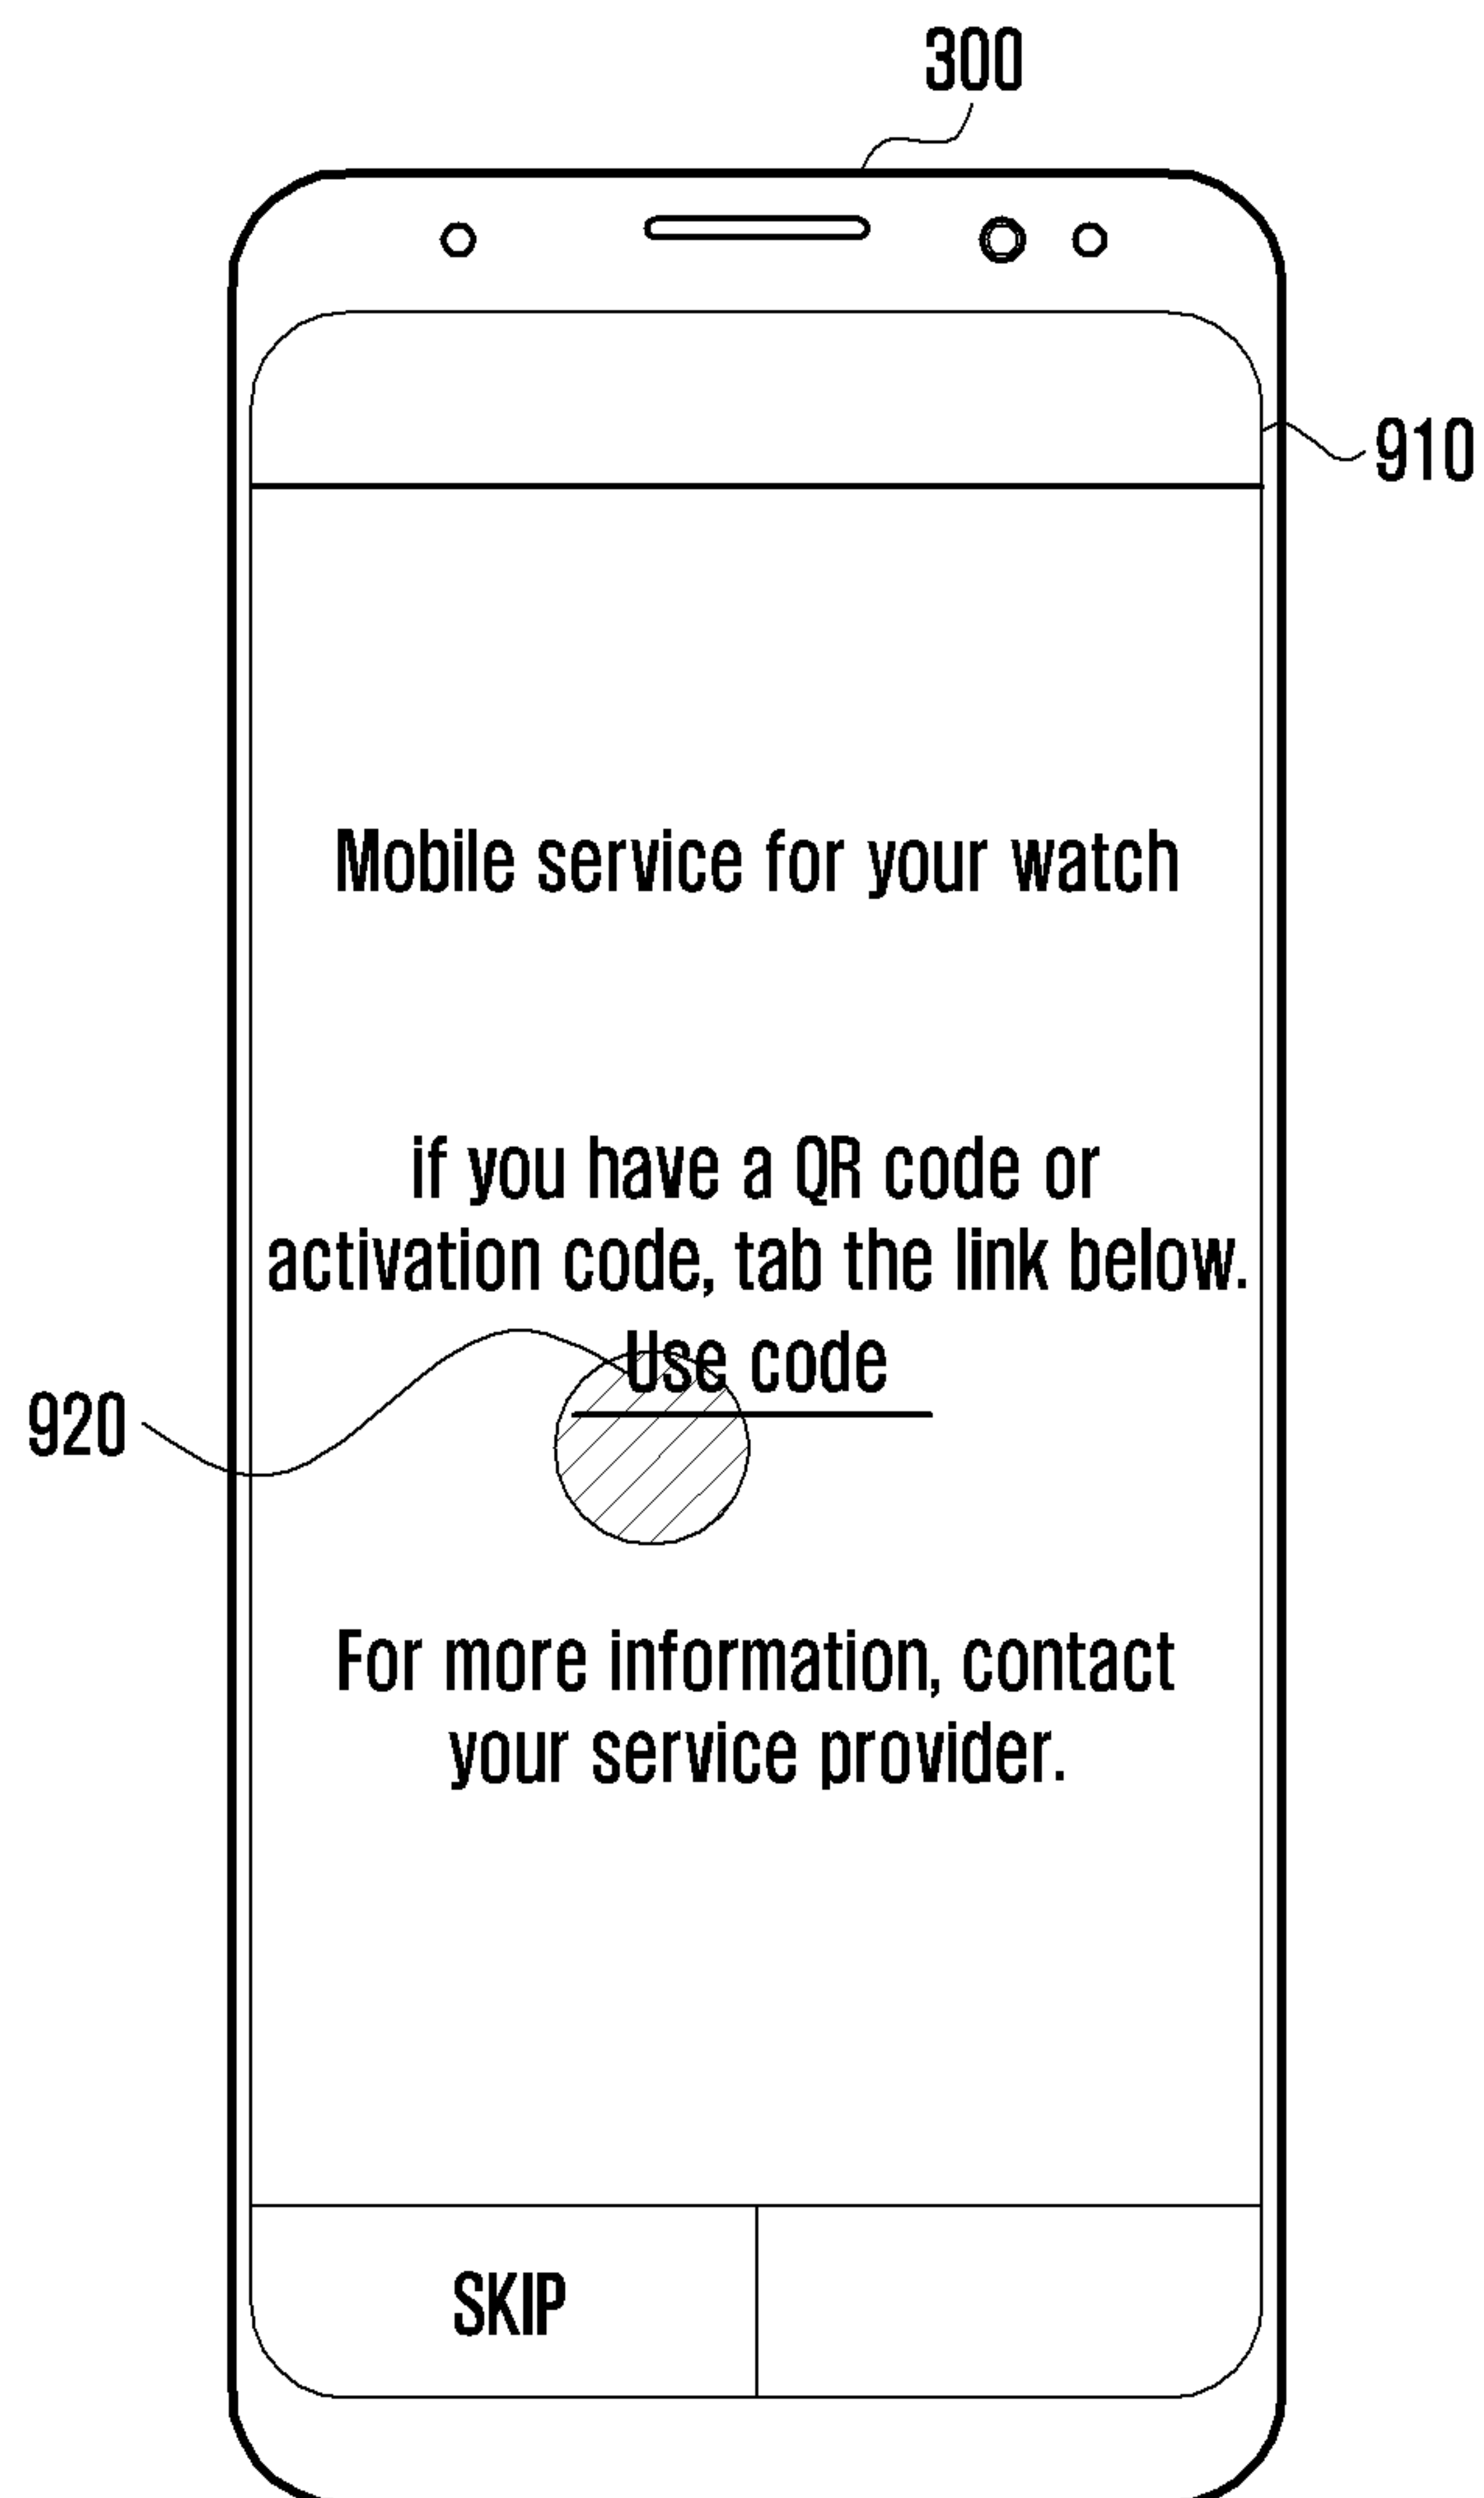 300
910
Mobile service for your watch
if you have a QR code or
activation code, tab the link below.
Use code
920
For more information, contact
your service provider.
SKIP